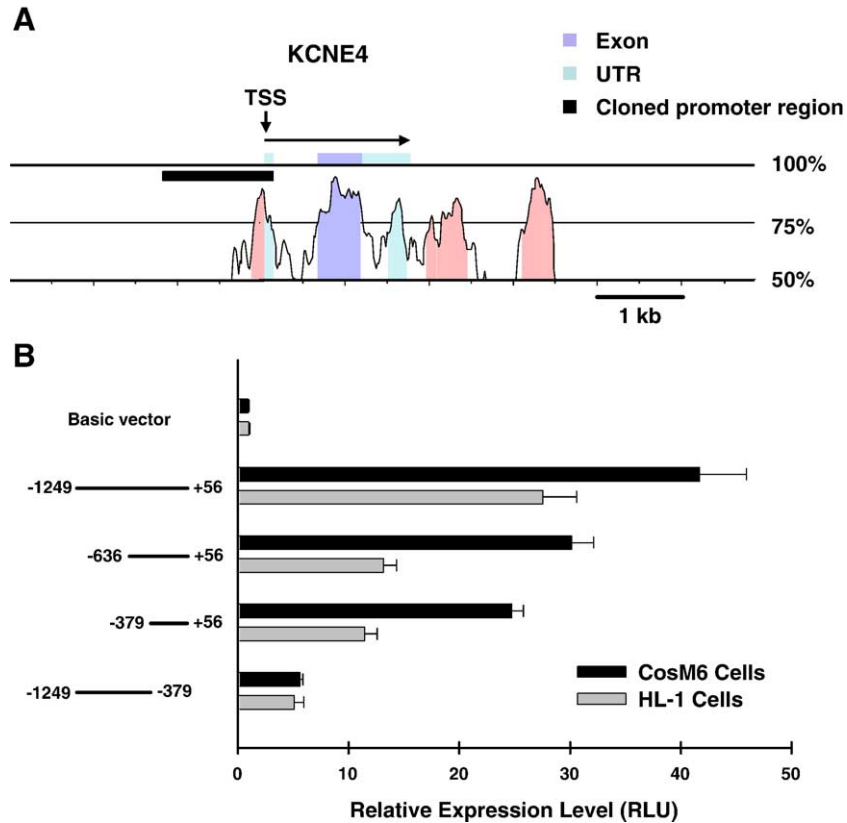 A
KCNE4
Exon
UTR
Cloned promoter region
TSS
100%
75%
50%
1 kb
B
Basic vector
-1249 +56
-636 +56
-379 +56
-1249 -379
CosM6 Cells
HL-1 Cells
0 10 20 30 40 50
Relative Expression Level (RLU)